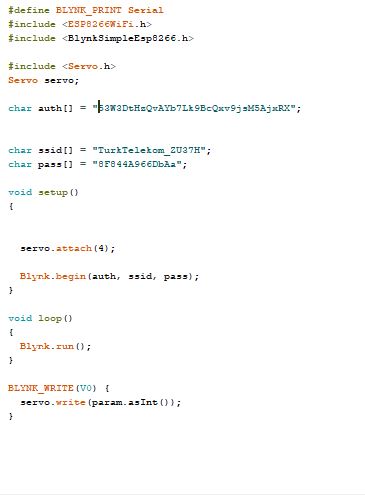 #define BLYNK_PRINT Serial
#include <ESP8266WiFi.h>
#include <BlynkSimpleEsp8266.h>
#include <Servo.h>
Servo servo;
char auth[] = "53W3DtHzQvAYb7Lk9BcQxv9jsM5AjxRX";
char ssid[] = "TurkTelekom_ZU37H";
char pass[] = "8F844A966DbAa";
void setup()
{
servo.attach(4);
Blynk.begin(auth, ssid, pass);
}
void loop()
{
Blynk.run();
}
BLYNK_WRITE(V0) {
servo.write(param.asInt());
}